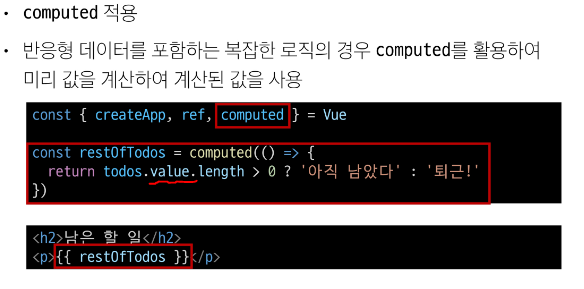 • computed 적용
• 반응형 데이터를 포함하는 복잡한 로직의 경우 computed를 활용하여
미리 값을 계산하여 계산된 값을 사용
const { createApp, ref, computed } = Vue
const restOfTodos = computed(() => {
  return todos.value.length > 0 ? '아직 남았다' : '퇴근!'
})
<h2>남은 할 일</h2>
<p>{{ restOfTodos }}</p>